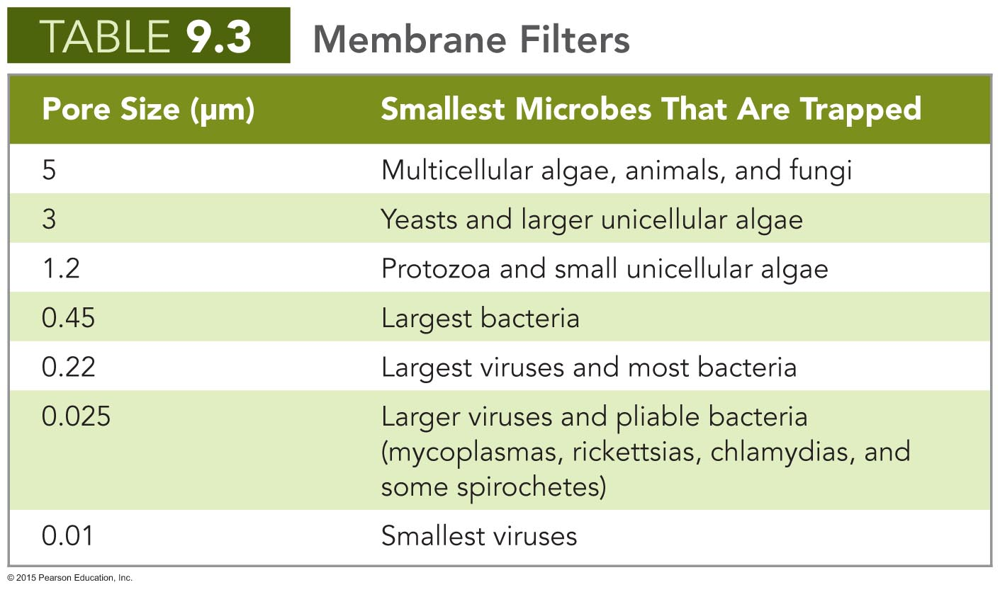 TABLE 9.3 Membrane Filters
Pore Size (µm) Smallest Microbes That Are Trapped
5 Multicellular algae, animals, and fungi
3 Yeasts and larger unicellular algae
1.2 Protozoa and small unicellular algae
0.45 Largest bacteria
0.22 Largest viruses and most bacteria
0.025 Larger viruses and pliable bacteria
(mycoplasmas, rickettsias, chlamydias, and
some spirochetes)
0.01 Smallest viruses
© 2015 Pearson Education, Inc.